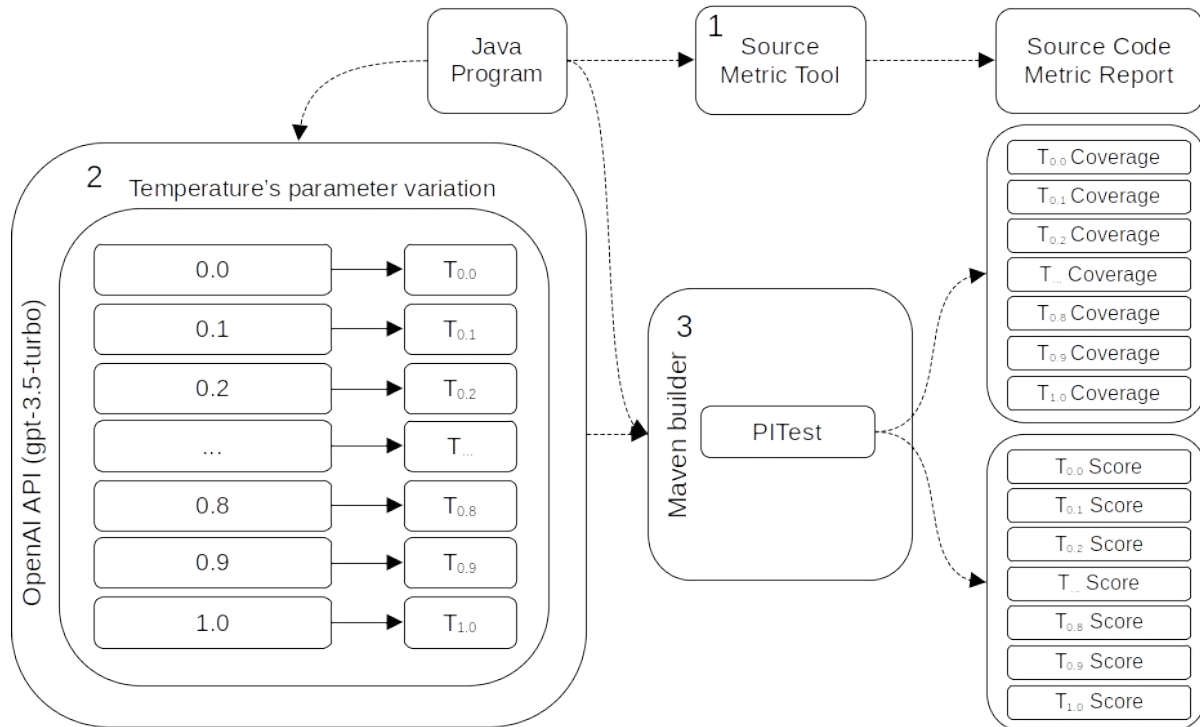 Java
Program
1
Source
Metric Tool
Source Code
Metric Report
2
Temperature's parameter variation
OpenAI API (gpt-3.5-turbo)
0.0
T0.0
0.1
T0.1
0.2
T0.2
...
T...
0.8
T0.8
0.9
T0.9
1.0
T1.0
3
Maven builder
PITest
T0.0 Coverage
T0.1 Coverage
T0.2 Coverage
T... Coverage
T0.8 Coverage
T0.9 Coverage
T1.0 Coverage
T0.0 Score
T0.1 Score
T0.2 Score
T... Score
T0.8 Score
T0.9 Score
T1.0 Score